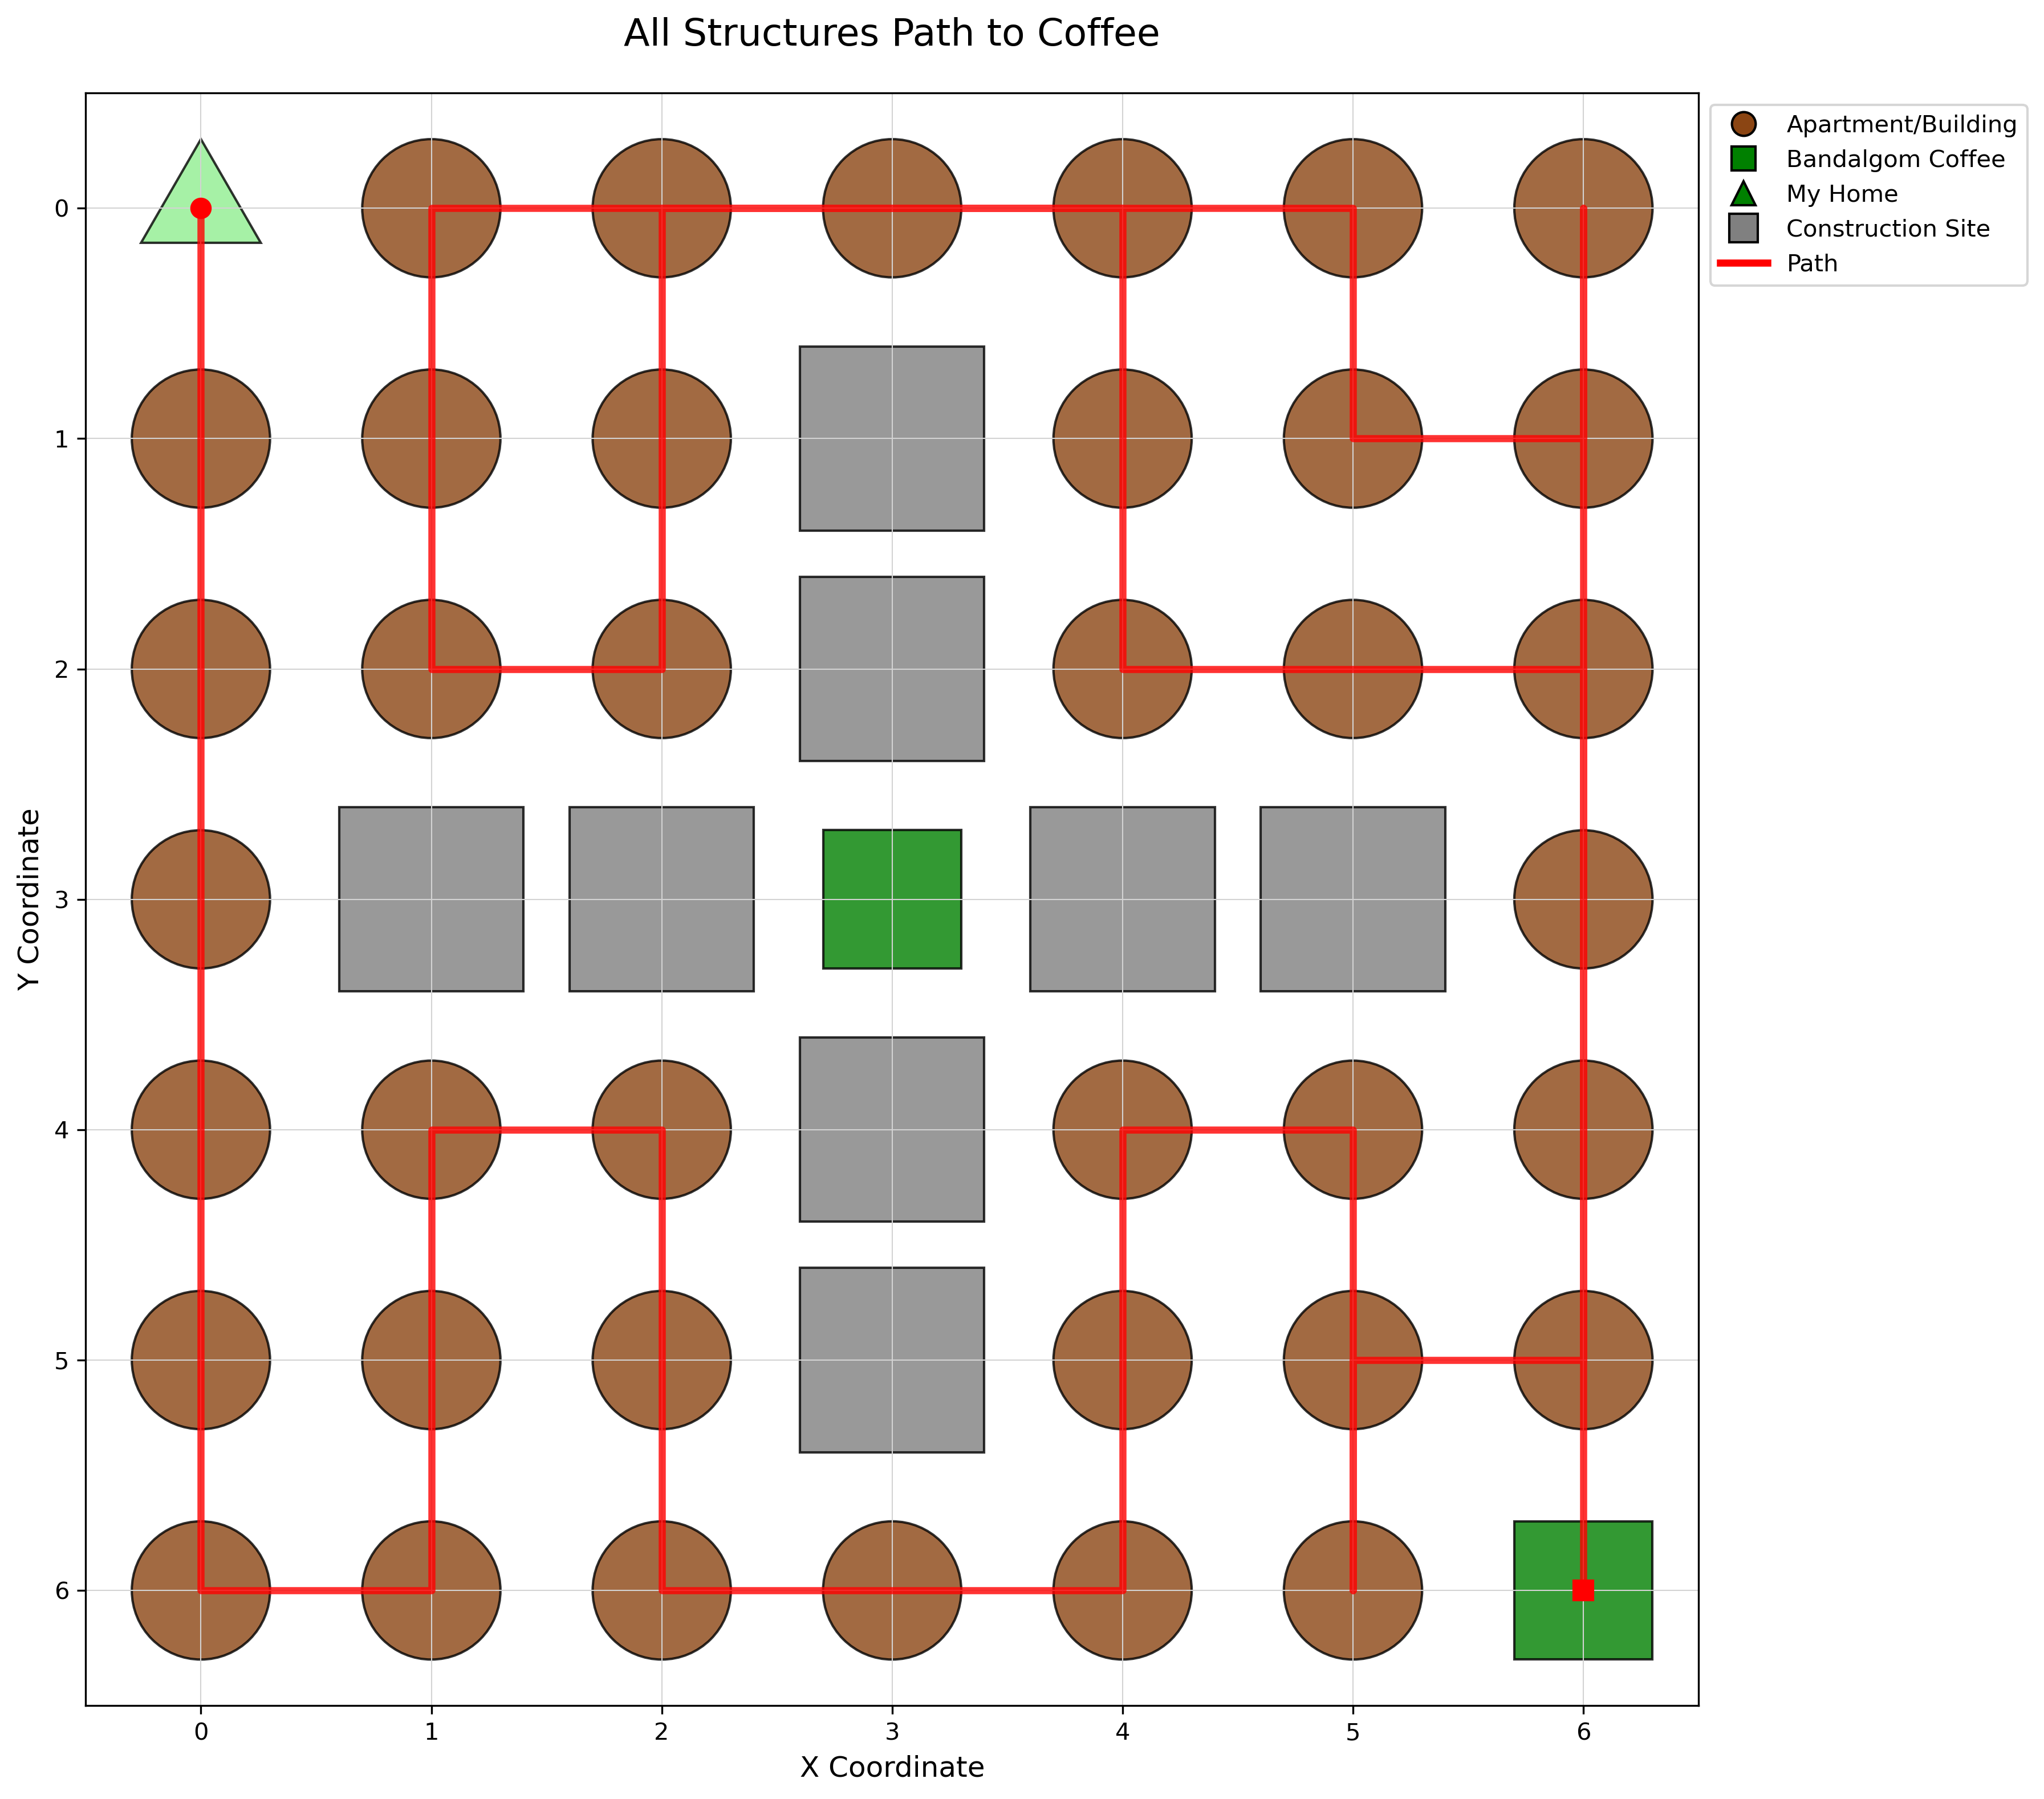 All Structures Path to Coffee
Apartment/Building
Bandalgom Coffee
My Home
Construction Site
Path
Y Coordinate
0
1
2
3
4
5
6
0 1 2 3 4 5 6
X Coordinate